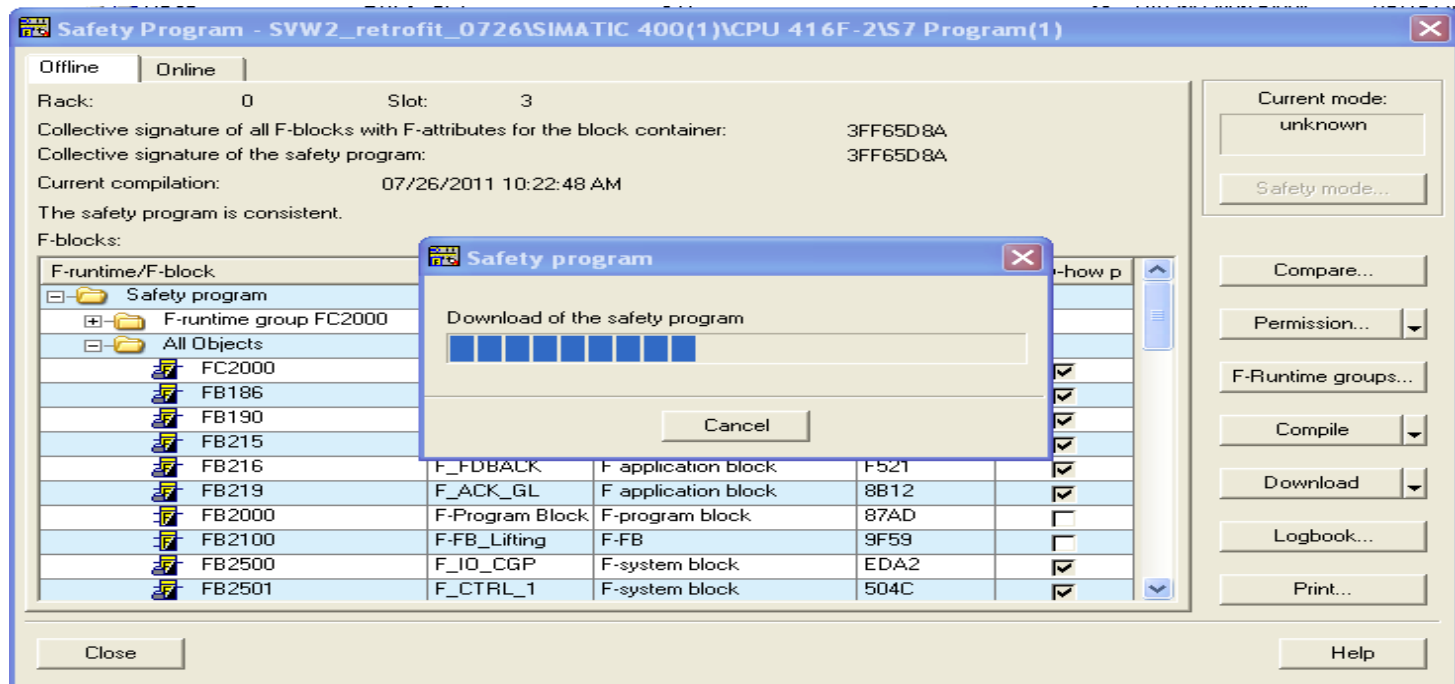 Safety Program - SVW2_retrofit_0726\SIMATIC 400(1)\CPU 416F-2\S7 Program(1)
Offline Online
Rack: 0 Slot: 3
Collective signature of all F-blocks with F-attributes for the block container: 3FF65D8A
Collective signature of the safety program: 3FF65D8A
Current compilation: 07/26/2011 10:22:48 AM
The safety program is consistent.
F-blocks:
F-runtime/F-block -how p
Safety program
F-runtime group FC2000
All Objects
FC2000
FB186
FB190
FB215
FB216 F_FDBACK F application block F521
FB219 F_ACK_GL F application block 8B12
FB2000 F-Program Block F-program block 87AD
FB2100 F-FB_Lifting F-FB 9F59
FB2500 F_IO_CGP F-system block EDA2
FB2501 F_CTRL_1 F-system block 504C
Safety program
Download of the safety program
Cancel
Current mode:
unknown
Safety mode...
Compare...
Permission...
F-Runtime groups...
Compile
Download
Logbook...
Print...
Close Help